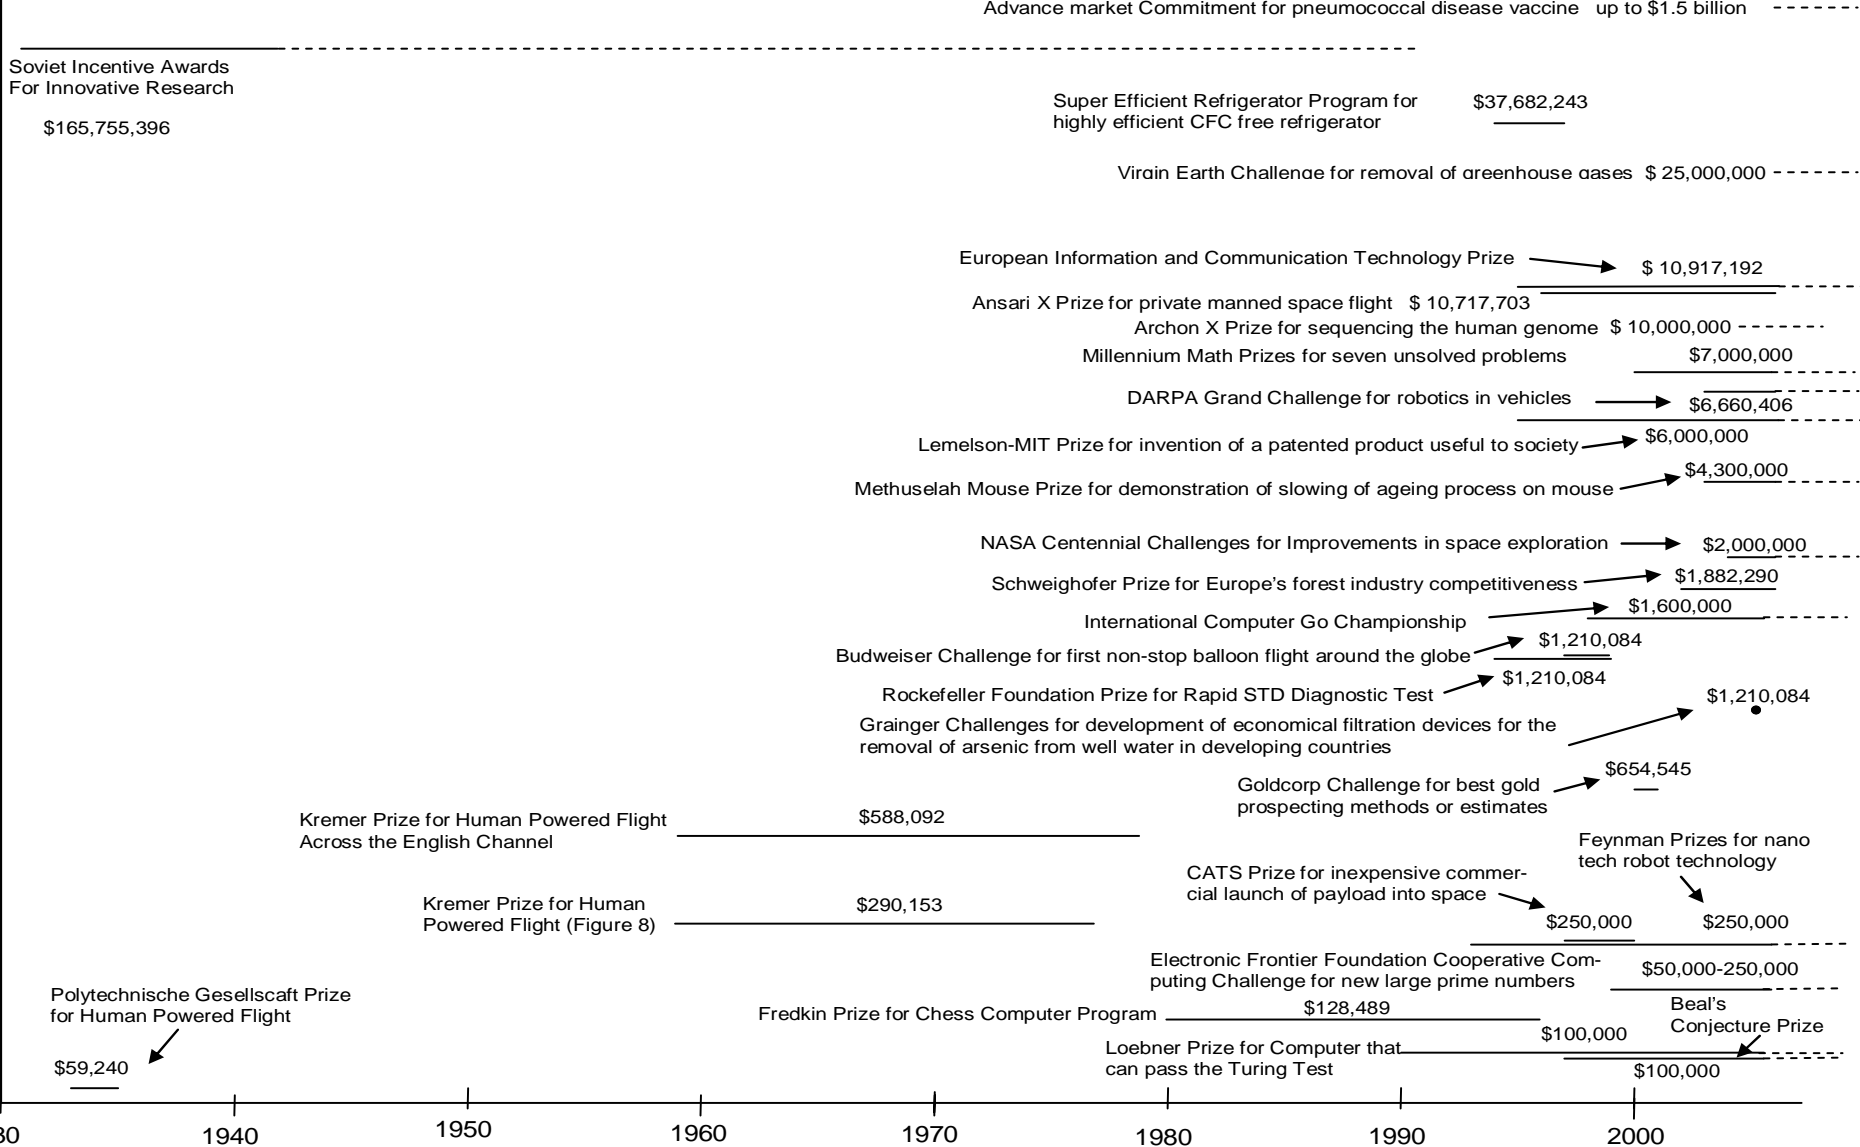 Advance market Commitment for pneumococcal disease vaccine up to $1.5 billion
Soviet Incentive Awards
For Innovative Research
$165,755,396
Super Efficient Refrigerator Program for
highly efficient CFC free refrigerator
$37,682,243
Virgin Earth Challenge for removal of greenhouse gases $ 25,000,000
European Information and Communication Technology Prize
$ 10,917,192
Ansari X Prize for private manned space flight $ 10,717,703
Archon X Prize for sequencing the human genome $ 10,000,000
Millennium Math Prizes for seven unsolved problems $7,000,000
DARPA Grand Challenge for robotics in vehicles
$6,660,406
Lemelson-MIT Prize for invention of a patented product useful to society
$6,000,000
Methuselah Mouse Prize for demonstration of slowing of ageing process on mouse
$4,300,000
NASA Centennial Challenges for Improvements in space exploration
$2,000,000
Schweighofer Prize for Europe's forest industry competitiveness
$1,882,290
International Computer Go Championship
$1,600,000
Budweiser Challenge for first non-stop balloon flight around the globe
$1,210,084
Rockefeller Foundation Prize for Rapid STD Diagnostic Test
$1,210,084
Grainger Challenges for development of economical filtration devices for the
removal of arsenic from well water in developing countries
$1,210,084
Goldcorp Challenge for best gold
prospecting methods or estimates
$654,545
Kremer Prize for Human Powered Flight
Across the English Channel
$588,092
Feynman Prizes for nano
tech robot technology
$250,000
CATS Prize for inexpensive commer-
cial launch of payload into space
$250,000
Kremer Prize for Human
Powered Flight (Figure 8)
$290,153
Electronic Frontier Foundation Cooperative Com-
puting Challenge for new large prime numbers
$50,000-250,000
Polytechnische Gesellscaft Prize
for Human Powered Flight
$59,240
Fredkin Prize for Chess Computer Program
$128,489
Beal's
Conjecture Prize
$100,000
Loebner Prize for Computer that
can pass the Turing Test
$100,000
30 1940 1950 1960 1970 1980 1990 2000